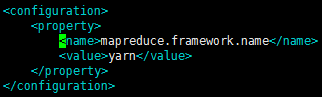 <configuration>
<property>
<name>mapreduce.framework.name</name>
<value>yarn</value>
</property>
</configuration>